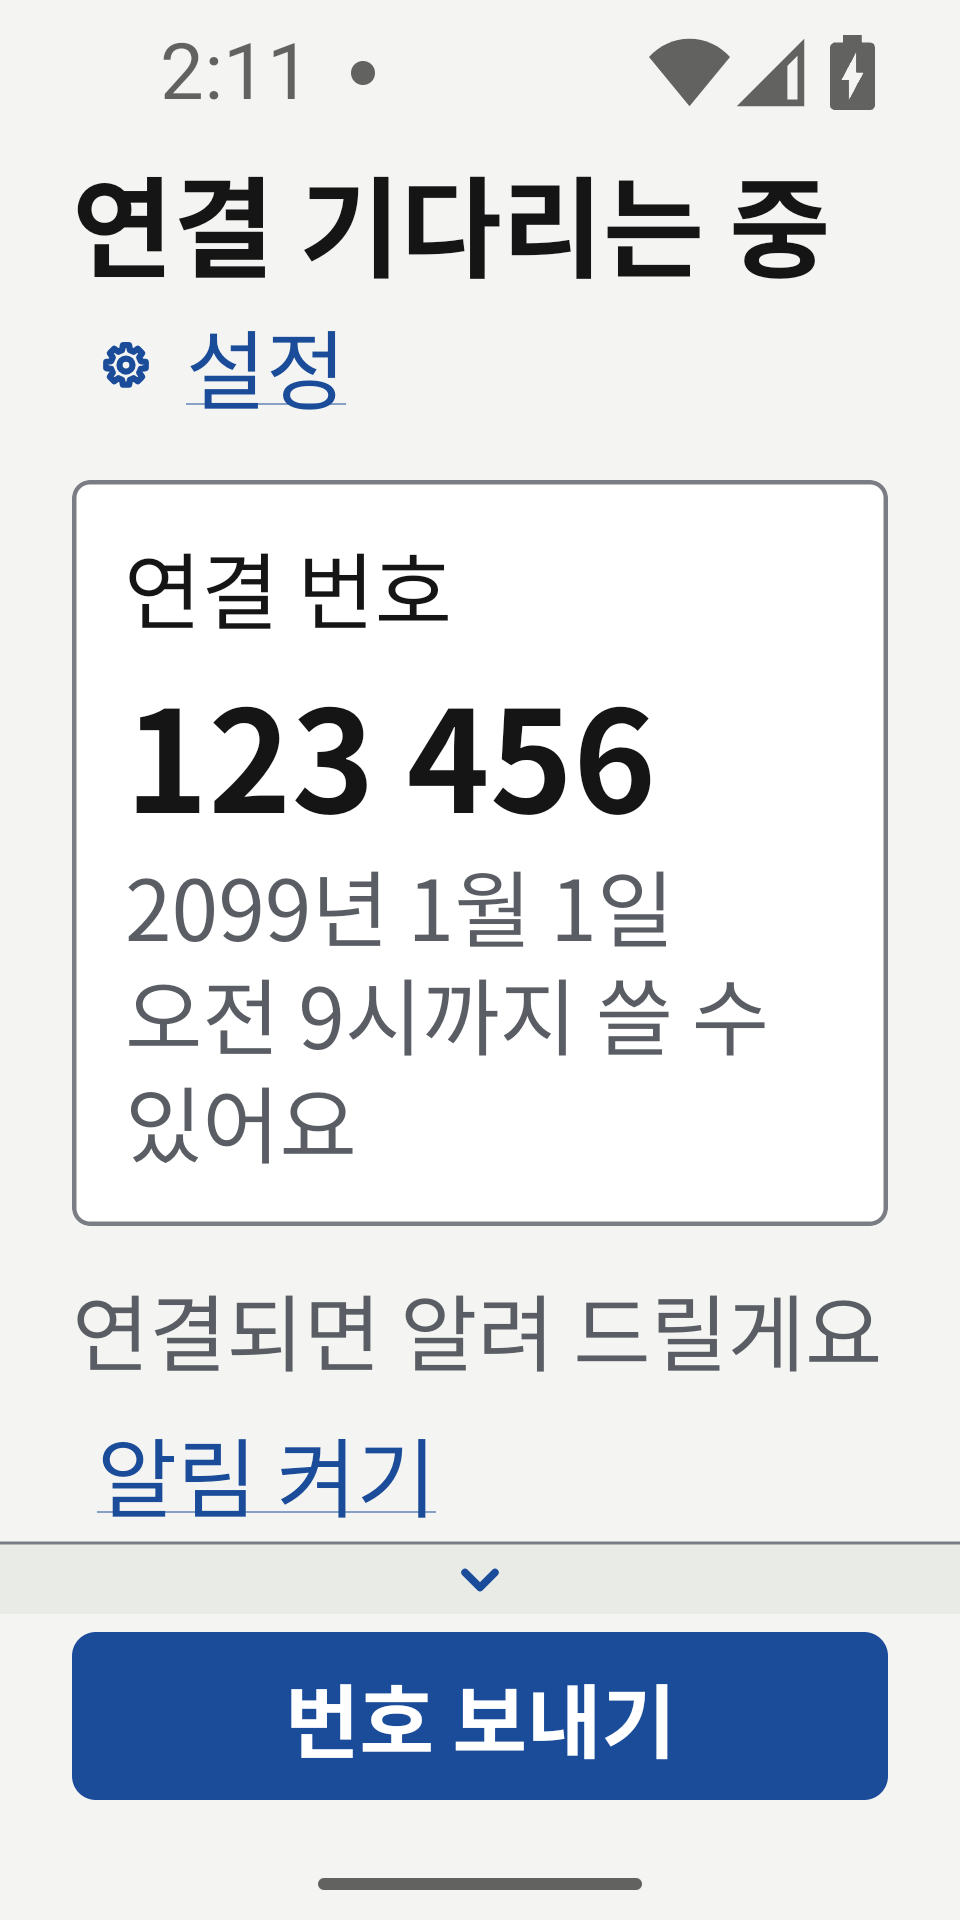 2:11
연결 기다리는 중
설정
연결 번호
123 456
2099년 1월 1일
오전 9시까지 쓸 수
있어요
연결되면 알려 드릴게요
알림 켜기
번호 보내기